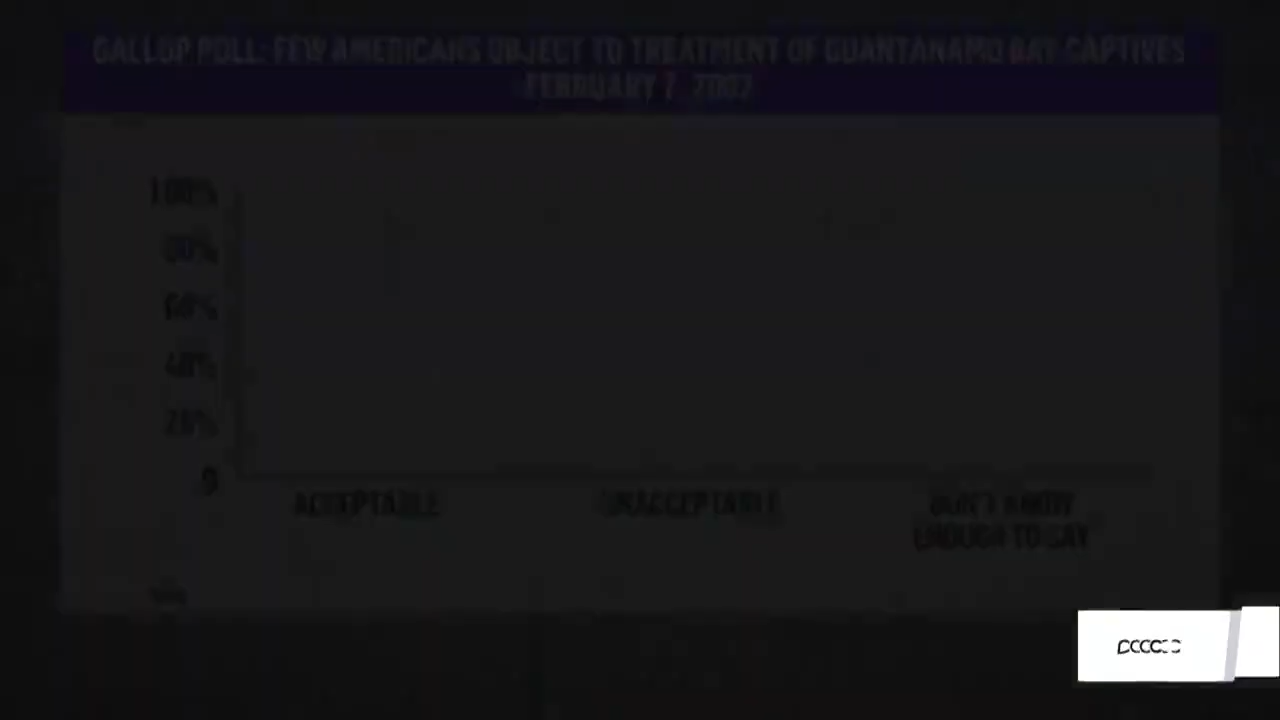 GALLUP POLL: FEW AMERICANS OBJECT TO TREATMENT OF GUANTANAMO BAY CAPTIVES
FEBRUARY 7, 2002
100%
80%
60%
40%
20%
0
ACCEPTABLE
UNACCEPTABLE
DON'T KNOW
ENOUGH TO SAY